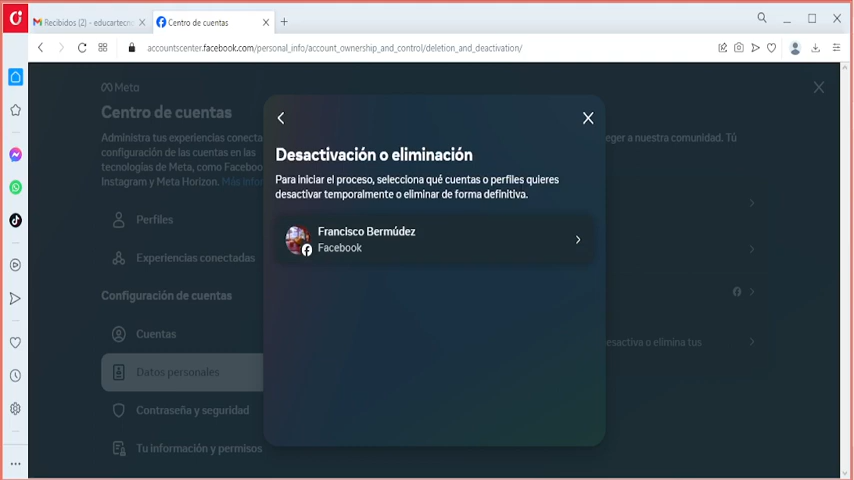 Recibidos (2) - educartecno
Centro de cuentas
accountscenter.facebook.com/personal_info/account_ownership_and_control/deletion_and_deactivation/
Meta
Centro de cuentas
Administra tus experiencias conecta
configuración de las cuentas en las
tecnologías de Meta, como Facebook
Instagram y Meta Horizon. Más infor
eger a nuestra comunidad. Tú
Perfiles
Experiencias conectadas
Configuración de cuentas
Cuentas
Datos personales
Contraseña y seguridad
Tu información y permisos
esactiva o elimina tus
Desactivación o eliminación
Para iniciar el proceso, selecciona qué cuentas o perfiles quieres
desactivar temporalmente o eliminar de forma definitiva.
Francisco Bermúdez
Facebook